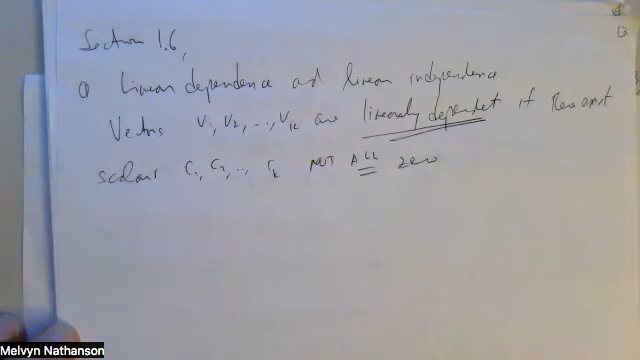 Section 1.6,
Linear dependence and linear independence
Vectors V₁, V₂, ..., Vₖ are linearly dependent if there exist
scalars C₁, C₂, .., Cₖ NOT ALL zero
Melvyn Nathanson